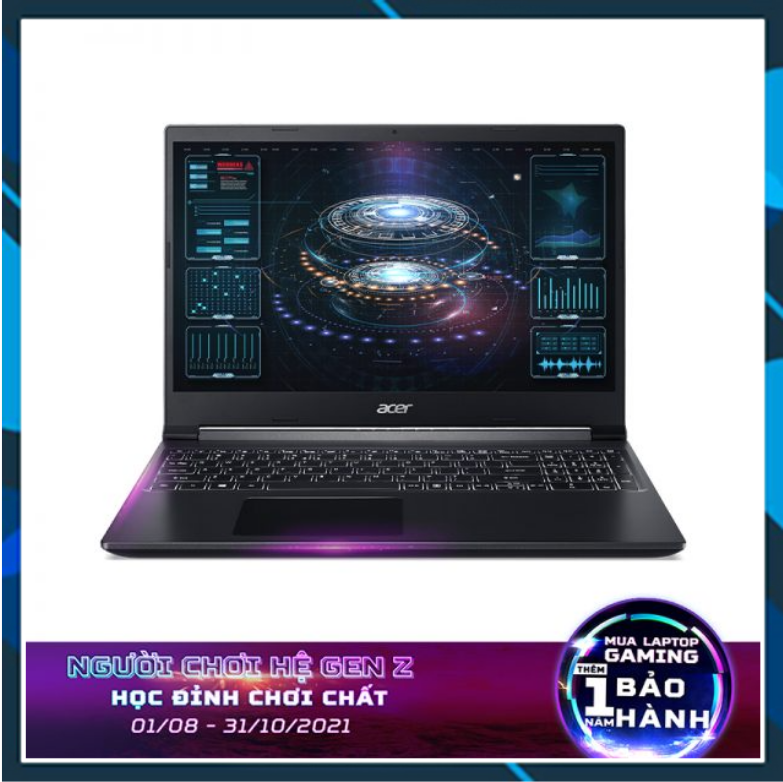 acer
NGƯỜI CHƠI HỆ GEN Z
HỌC ĐỈNH CHƠI CHẤT
01/08 - 31/10/2021
MUA LAPTOP
GAMING
THÊM
1
NĂM
BẢO
HÀNH